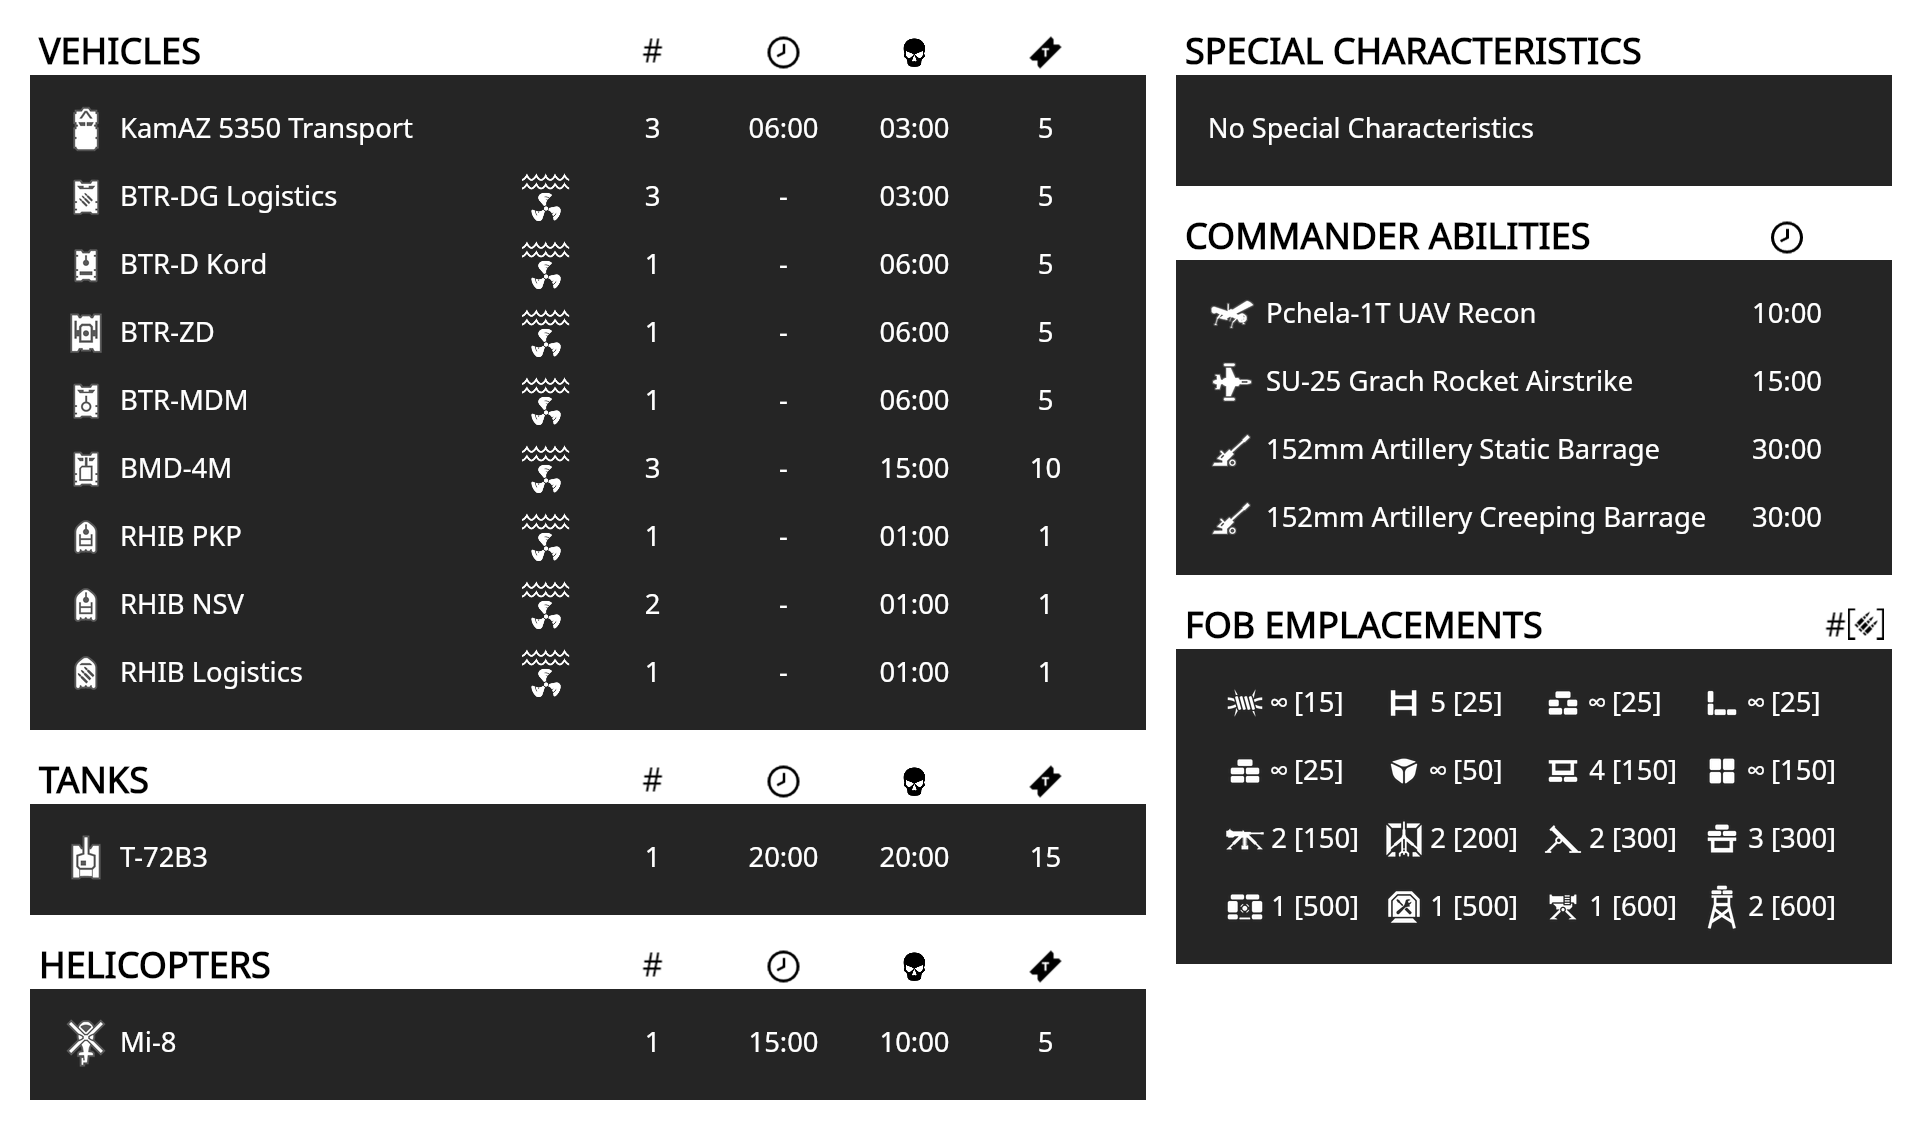 VEHICLES #
KamAZ 5350 Transport 3 06:00 03:00 5
BTR-DG Logistics 3 - 03:00 5
BTR-D Kord 1 - 06:00 5
BTR-ZD 1 - 06:00 5
BTR-MDM 1 - 06:00 5
BMD-4M 3 - 15:00 10
RHIB PKP 1 - 01:00 1
RHIB NSV 2 - 01:00 1
RHIB Logistics 1 - 01:00 1
TANKS # T
T-72B3 1 20:00 20:00 15
HELICOPTERS # T
Mi-8 1 15:00 10:00 5
SPECIAL CHARACTERISTICS
No Special Characteristics
COMMANDER ABILITIES
Pchela-1T UAV Recon 10:00
SU-25 Grach Rocket Airstrike 15:00
152mm Artillery Static Barrage 30:00
152mm Artillery Creeping Barrage 30:00
FOB EMPLACEMENTS #[]
∞ [15] 5 [25] ∞ [25] ∞ [25]
∞ [25] ∞ [50] 4 [150] ∞ [150]
2 [150] 2 [200] 2 [300] 3 [300]
1 [500] 1 [500] 1 [600] 2 [600]